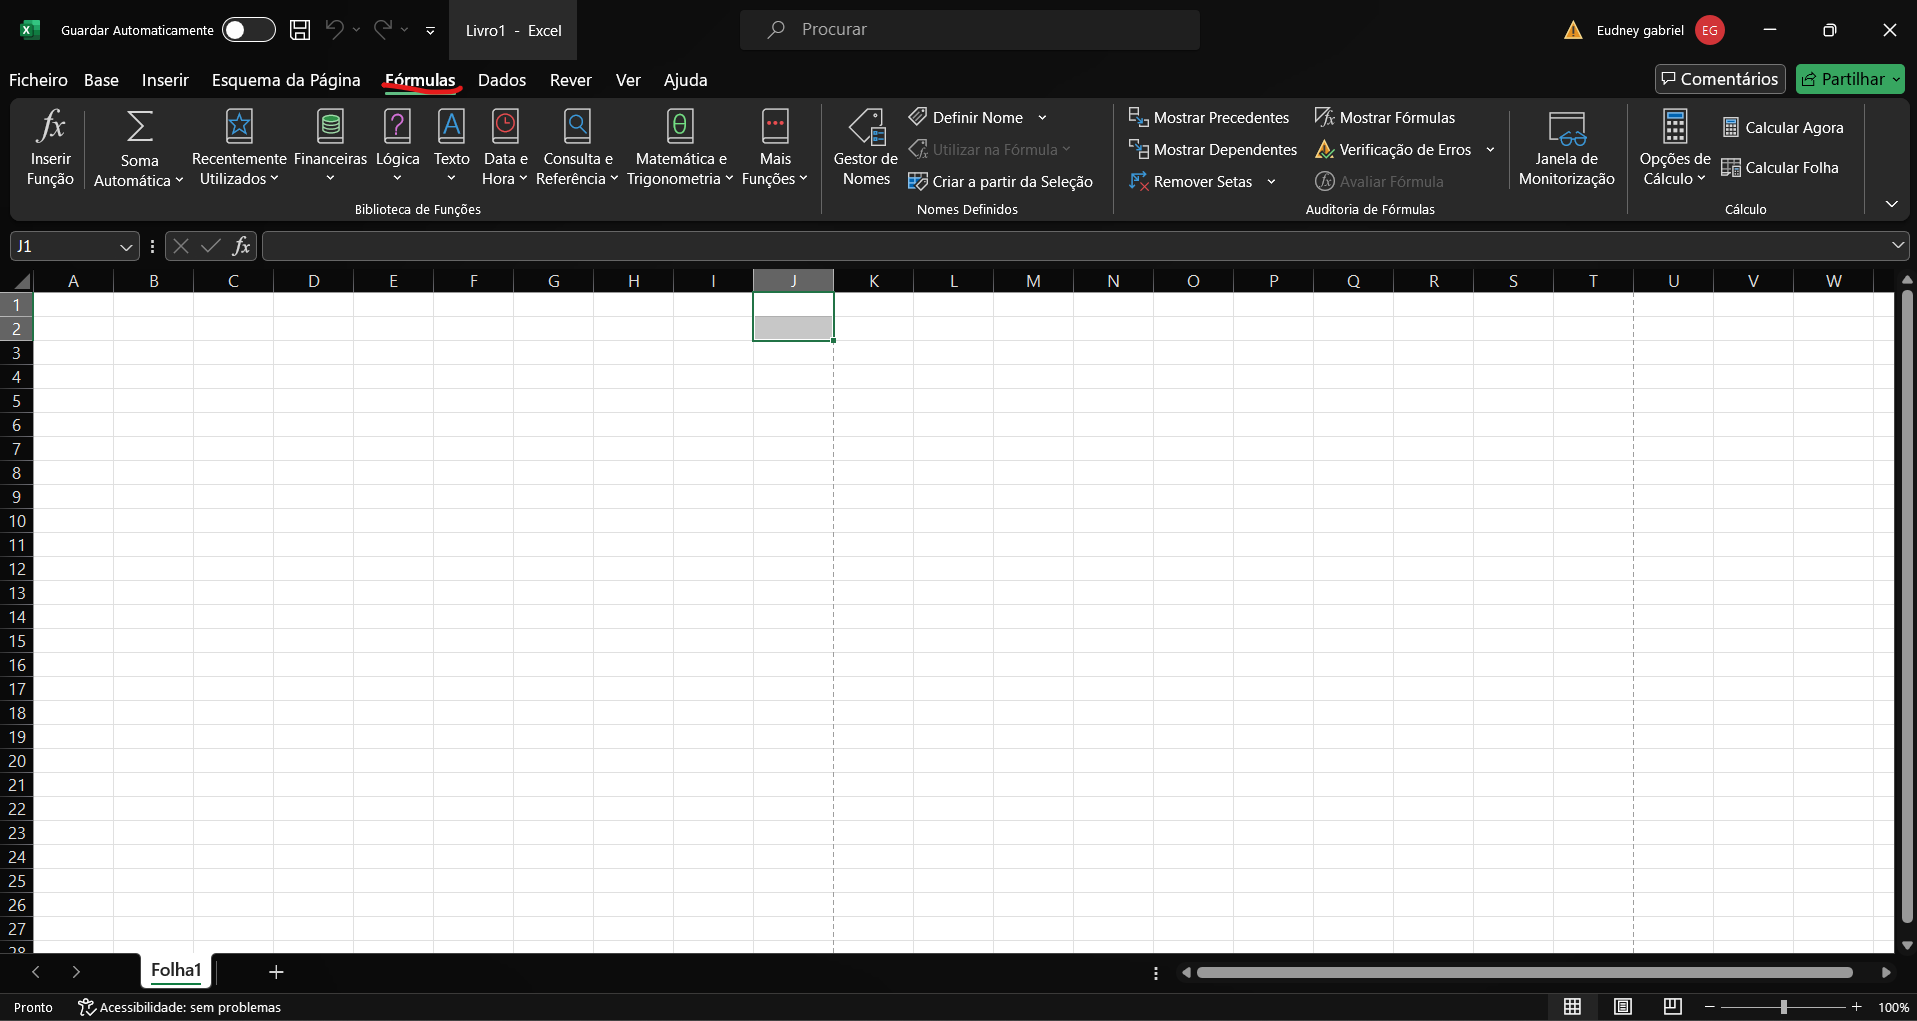 Guardar Automaticamente
Livro1 - Excel
Procurar
Eudney gabriel
EG
Ficheiro Base Inserir Esquema da Página Fórmulas Dados Rever Ver Ajuda
Comentários
Partilhar
Inserir Função
Soma Automática
Recentemente Utilizados
Financeiras
Lógica
Texto
Data e Hora
Consulta e Referência
Matemática e Trigonometria
Mais Funções
Biblioteca de Funções
Gestor de Nomes
Definir Nome
Utilizar na Fórmula
Criar a partir da Seleção
Nomes Definidos
Mostrar Precedentes
Mostrar Dependentes
Remover Setas
Mostrar Fórmulas
Verificação de Erros
Avaliar Fórmula
Auditoria de Fórmulas
Janela de Monitorização
Opções de Cálculo
Calcular Agora
Calcular Folha
Cálculo
J1
fx
A B C D E F G H I J K L M N O P Q R S T U V W
1
2
3
4
5
6
7
8
9
10
11
12
13
14
15
16
17
18
19
20
21
22
23
24
25
26
27
28
Folha1
Pronto
Acessibilidade: sem problemas
100%